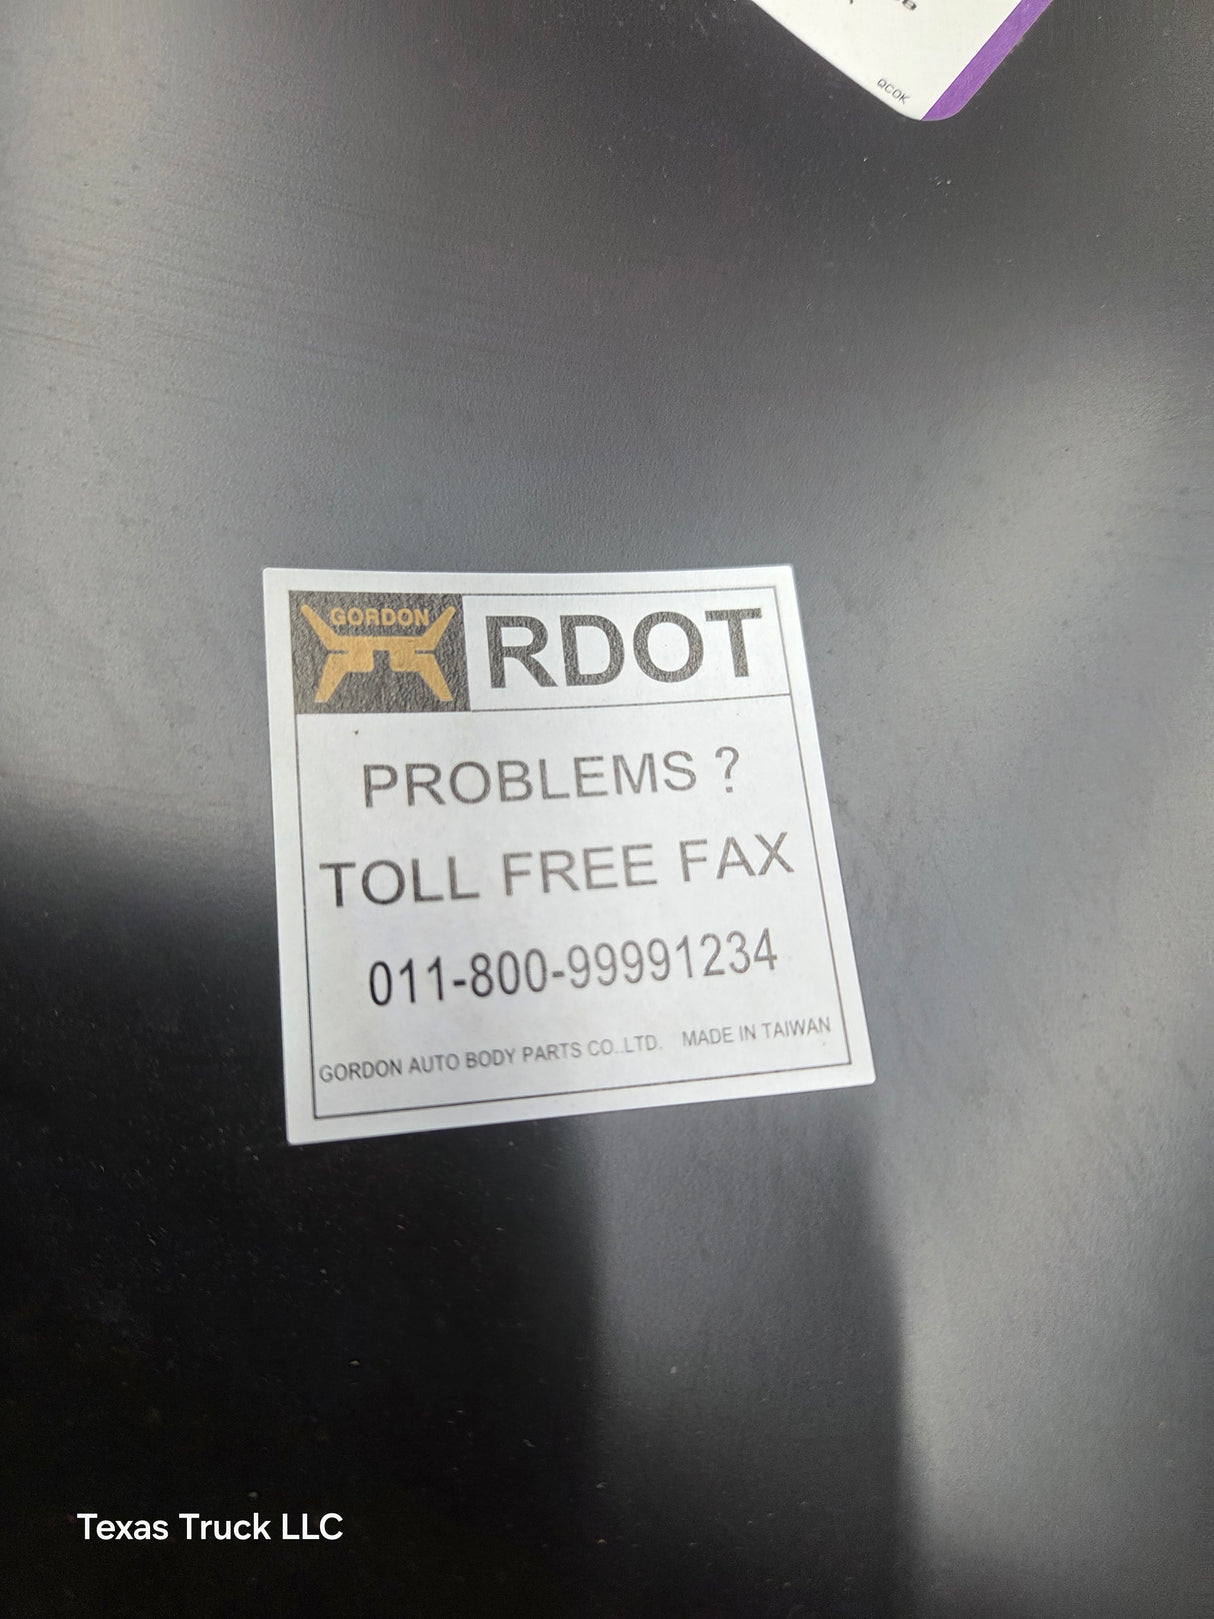 QCOK
GORDON
RDOT
PROBLEMS ?
TOLL FREE FAX
011-800-99991234
GORDON AUTO BODY PARTS CO.,LTD. MADE IN TAIWAN
Texas Truck LLC